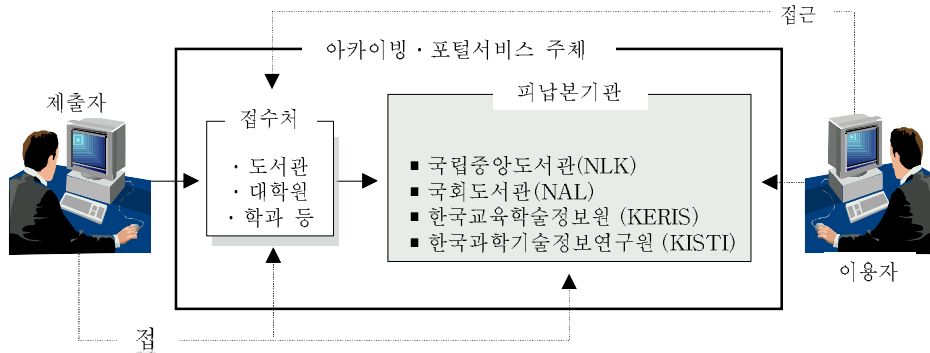 접근
아카이빙 · 포털서비스 주체
제출자
접수처
· 도서관
· 대학원
· 학과 등
피납본기관
▪ 국립중앙도서관(NLK)
▪ 국회도서관(NAL)
▪ 한국교육학술정보원 (KERIS)
▪ 한국과학기술정보연구원 (KISTI)
이용자
접